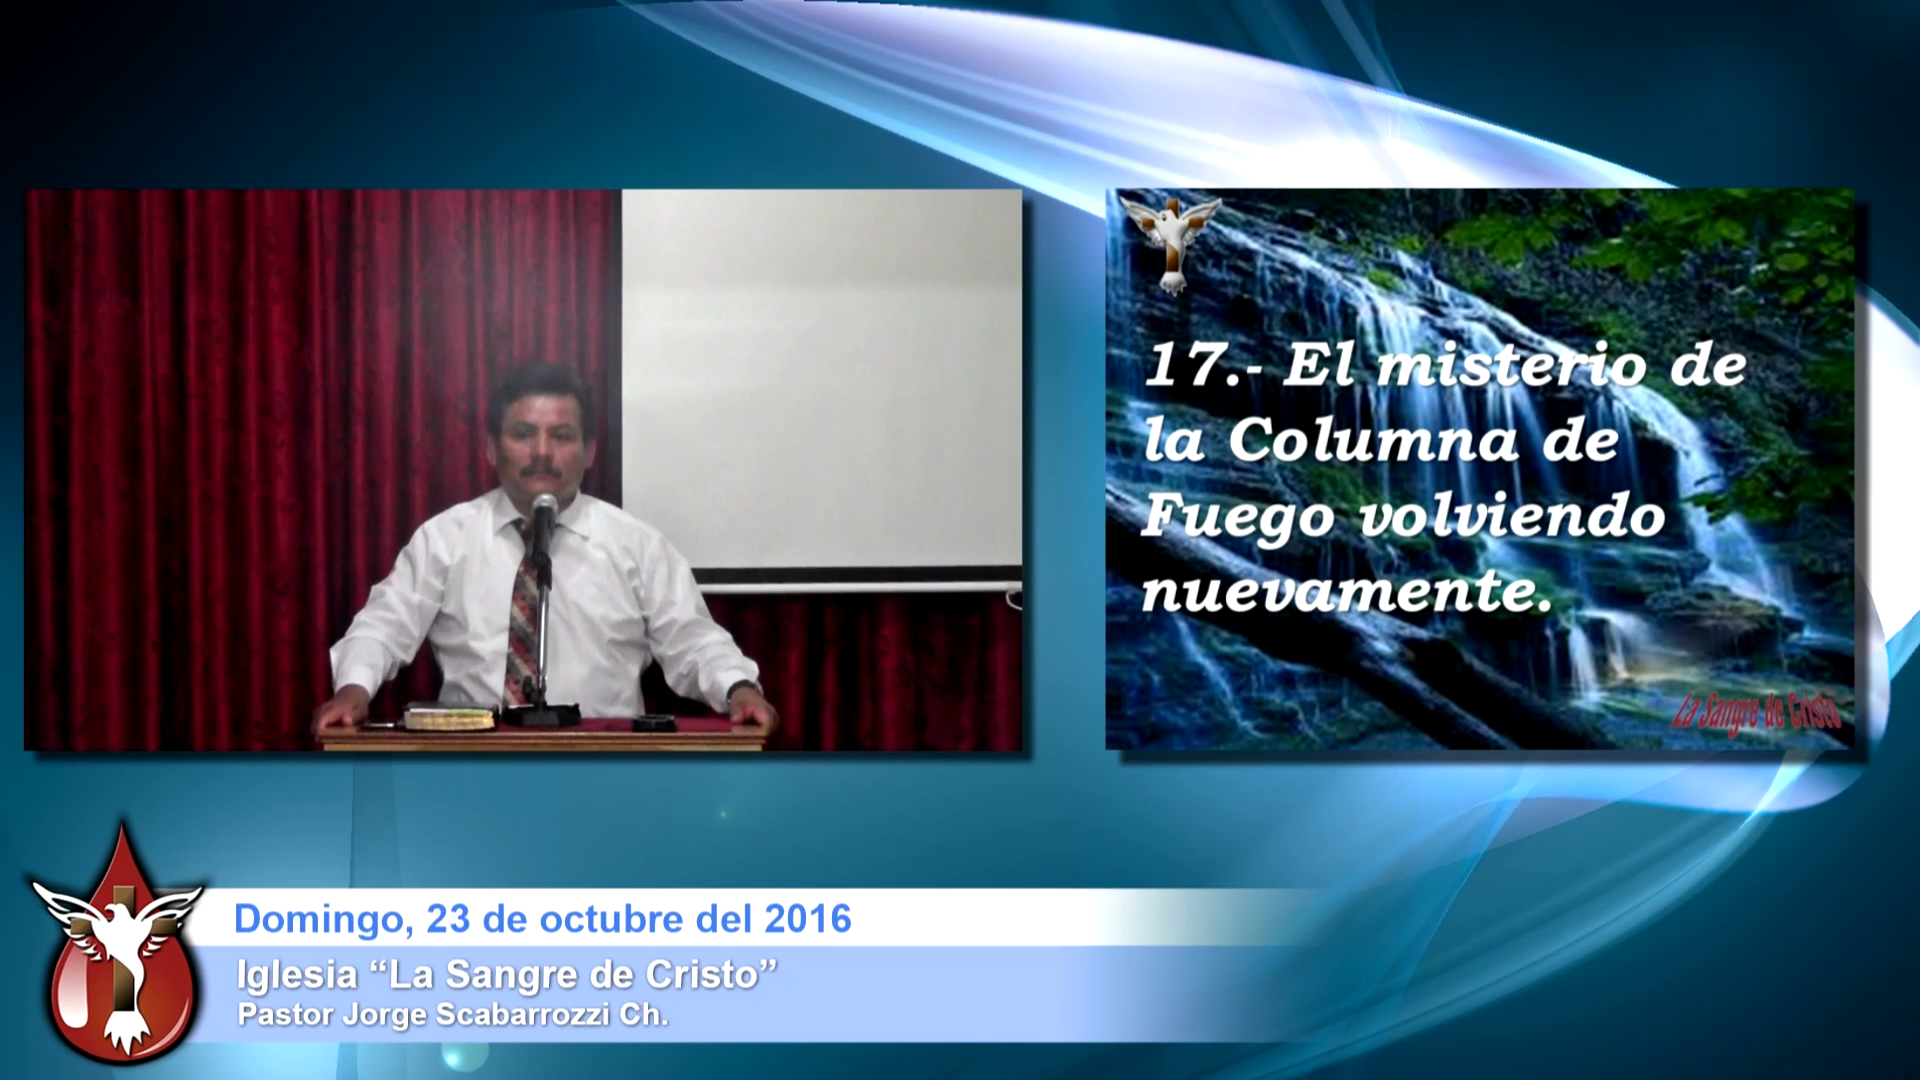 17.- El misterio de
la Columna de
Fuego volviendo
nuevamente.
La Sangre de Cristo
Domingo, 23 de octubre del 2016
Iglesia “La Sangre de Cristo”
Pastor Jorge Scabarrozzi Ch.